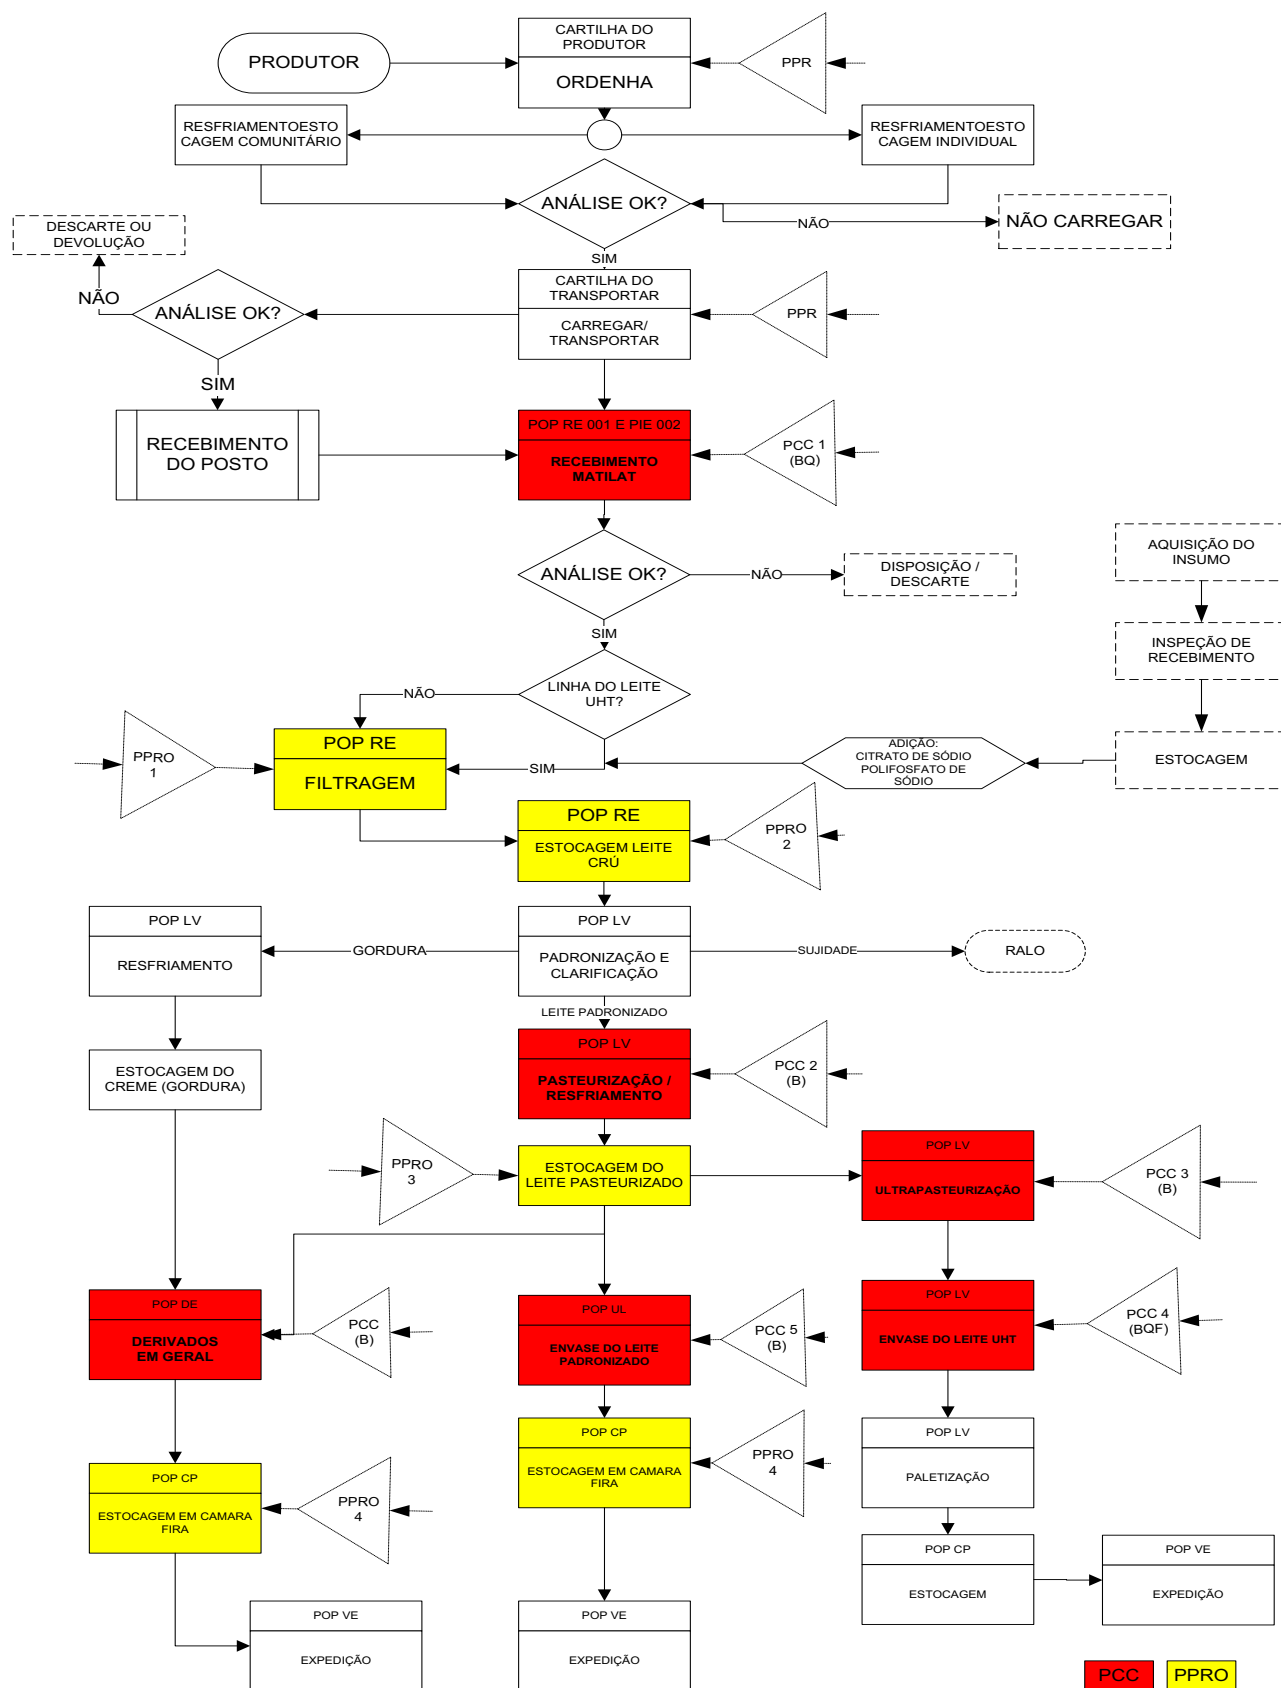 CARTILHA DO
PRODUTOR
PRODUTOR
ORDENHA
PPR
RESFRIAMENTOESTO
CAGEM COMUNITÁRIO
RESFRIAMENTOESTO
CAGEM INDIVIDUAL
ANÁLISE OK?
NÃO
NÃO CARREGAR
DESCARTE OU
DEVOLUÇÃO
SIM
NÃO
ANÁLISE OK?
CARTILHA DO
TRANSPORTAR
CARREGAR/
TRANSPORTAR
PPR
SIM
RECEBIMENTO
DO POSTO
POP RE 001 E PIE 002
RECEBIMENTO
MATILAT
PCC 1
(BQ)
ANÁLISE OK?
NÃO
DISPOSIÇÃO /
DESCARTE
AQUISIÇÃO DO
INSUMO
SIM
INSPEÇÃO DE
RECEBIMENTO
LINHA DO LEITE
UHT?
NÃO
PPRO
1
POP RE
FILTRAGEM
SIM
ADIÇÃO:
CITRATO DE SÓDIO
POLIFOSFATO DE
SÓDIO
ESTOCAGEM
POP RE
ESTOCAGEM LEITE
CRÚ
PPRO
2
POP LV
RESFRIAMENTO
GORDURA
POP LV
PADRONIZAÇÃO E
CLARIFICAÇÃO
SUJIDADE
RALO
LEITE PADRONIZADO
ESTOCAGEM DO
CREME (GORDURA)
POP LV
PASTEURIZAÇÃO /
RESFRIAMENTO
PCC 2
(B)
PPRO
3
ESTOCAGEM DO
LEITE PASTEURIZADO
POP LV
ULTRAPASTEURIZAÇÃO
PCC 3
(B)
POP DE
DERIVADOS
EM GERAL
PCC
(B)
POP UL
ENVASE DO LEITE
PADRONIZADO
PCC 5
(B)
POP LV
ENVASE DO LEITE UHT
PCC 4
(BQF)
POP CP
ESTOCAGEM EM CAMARA
FIRA
PPRO
4
POP CP
ESTOCAGEM EM CAMARA
FIRA
PPRO
4
POP LV
PALETIZAÇÃO
POP CP
ESTOCAGEM
POP VE
EXPEDIÇÃO
POP VE
EXPEDIÇÃO
POP VE
EXPEDIÇÃO
PCC
PPRO